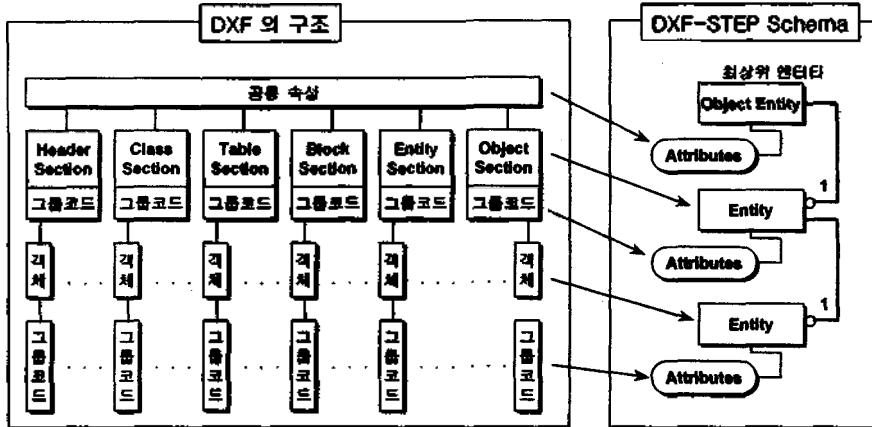 DXF 의 구조
DXF-STEP Schema
공통 속성
최상위 엔터타
Object Entity
Attributes
Header
Section
Class
Section
Table
Section
Block
Section
Entity
Section
Object
Section
그룹코드
그룹코드
그룹코드
그룹코드
그룹코드
그룹코드
1
Entity
Attributes
객체
객체
객체
객체
객체
객체
1
Entity
Attributes
그룹코드
그룹코드
그룹코드
그룹코드
그룹코드
그룹코드